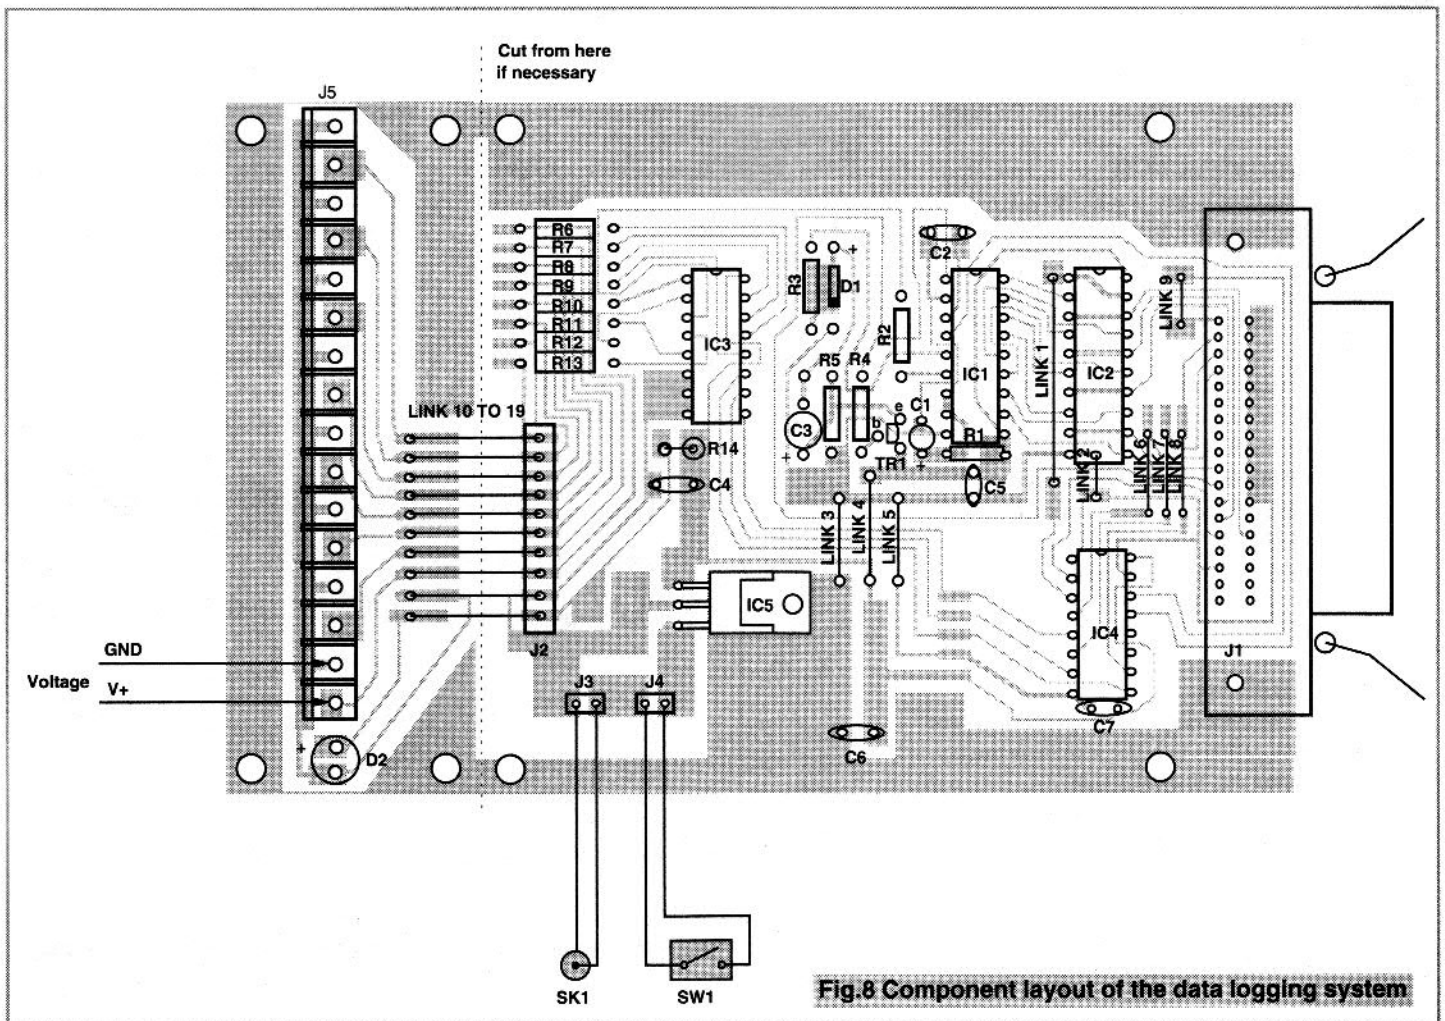 Cut from here
if necessary
J5
R6
R7
R8
R9
R10
R11
R12
R13
IC3
R3
+
D1
C2
R2
R5
R4
IC1
LINK 1
IC2
LINK 9
LINK 10 TO 19
C3
+
b
e
C1
+
TR1
R1
R14
C4
C5
LINK 2
LINK 6
LINK 7
LINK 8
LINK 3
LINK 4
LINK 5
IC5
IC4
J2
J1
GND
Voltage
V+
J3
J4
+
D2
C6
C7
SK1
SW1
Fig.8 Component layout of the data logging system